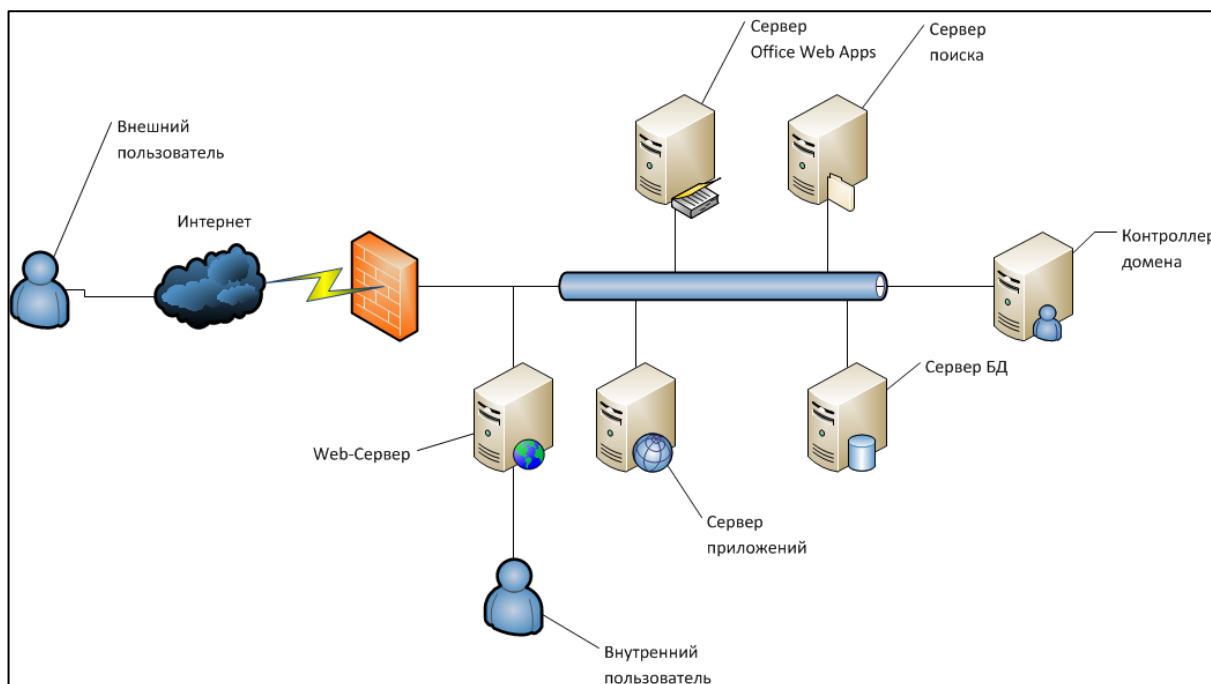 Сервер
Office Web Apps
Сервер
поиска
Внешний
пользователь
Интернет
Контроллер
домена
Сервер БД
Web-Сервер
Сервер
приложений
Внутренний
пользователь